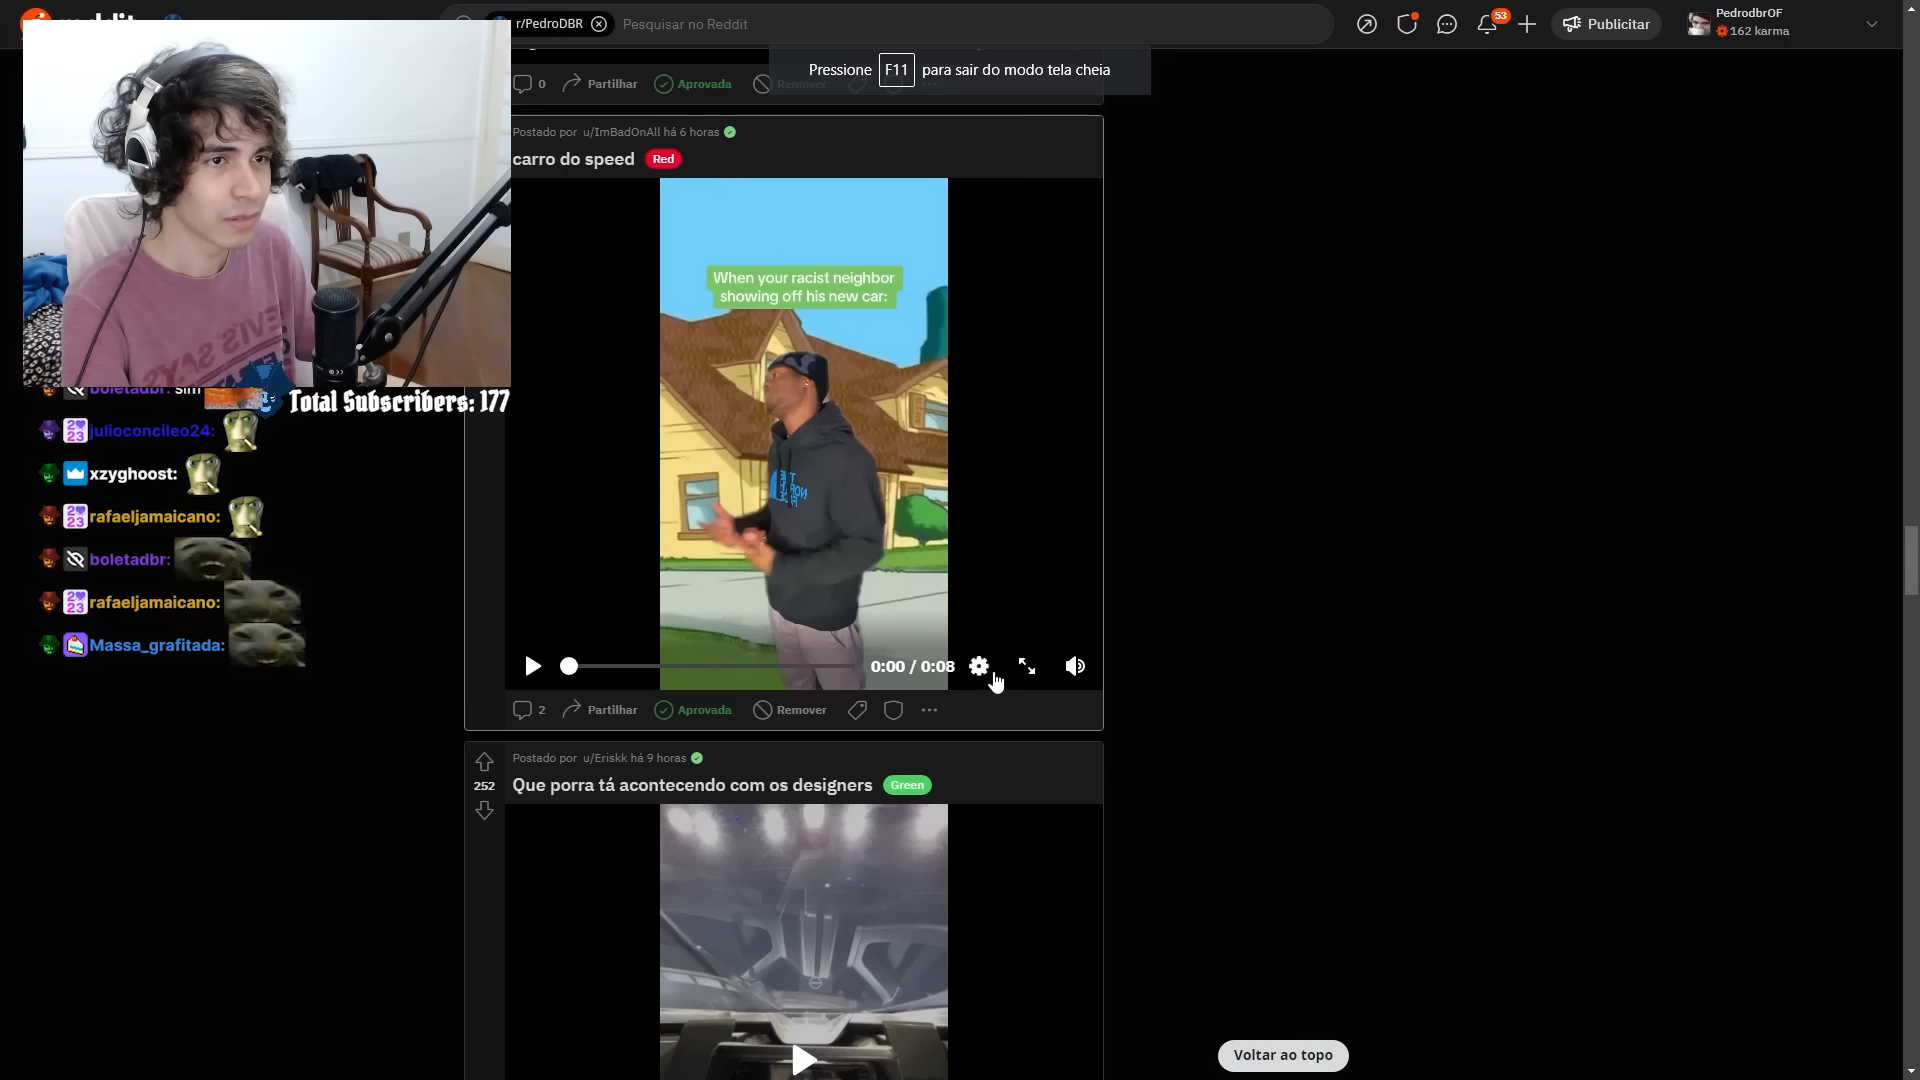 r/PedroDBR
Pesquisar no Reddit
53
Publicitar
PedrodbrOF
162 karma
Pressione F11 para sair do modo tela cheia
0 Partilhar Aprovada Remover
Postado por u/ImBadOnAll há 6 horas
carro do speed Red
When your racist neighbor
showing off his new car:
boletadbr: sim
Total Subscribers: 177
julioconcileo24:
xzyghoost:
rafaeljamaicano:
boletadbr:
rafaeljamaicano:
Massa_grafitada:
0:00 / 0:08
2 Partilhar Aprovada Remover
Postado por u/Eriskk há 9 horas
252
Que porra tá acontecendo com os designers Green
Voltar ao topo